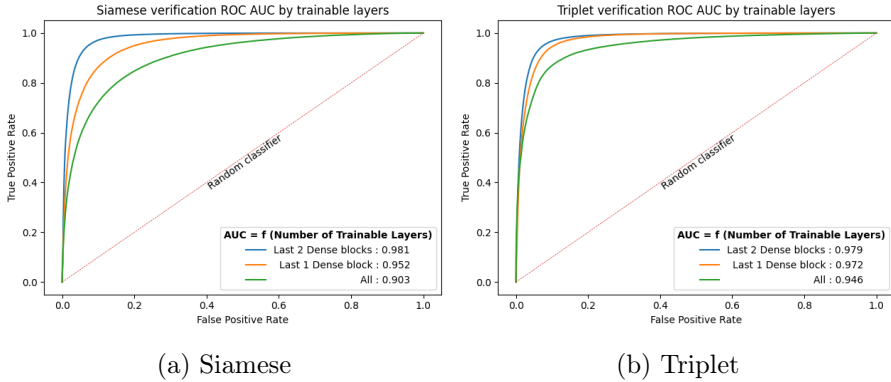 Siamese verification ROC AUC by trainable layers
True Positive Rate
1.0
0.8
0.6
0.4
0.2
0.0
Random classifier
AUC = f (Number of Trainable Layers)
Last 2 Dense blocks : 0.981
Last 1 Dense block : 0.952
All : 0.903
0.0 0.2 0.4 0.6 0.8 1.0
False Positive Rate
(a) Siamese
Triplet verification ROC AUC by trainable layers
True Positive Rate
1.0
0.8
0.6
0.4
0.2
0.0
Random classifier
AUC = f (Number of Trainable Layers)
Last 2 Dense blocks : 0.979
Last 1 Dense block : 0.972
All : 0.946
0.0 0.2 0.4 0.6 0.8 1.0
False Positive Rate
(b) Triplet